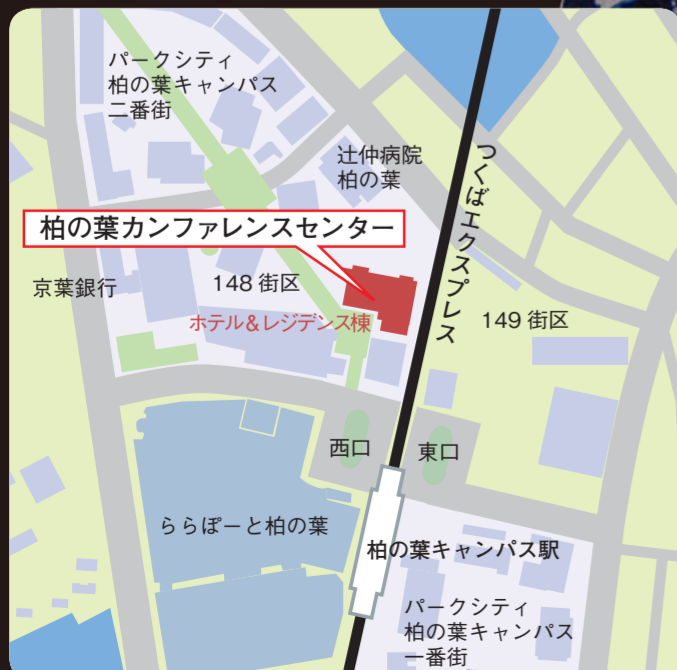 パークシティ
柏の葉キャンパス
二番街
辻仲病院
柏の葉
つくばエクスプレス
柏の葉カンファレンスセンター
京葉銀行
148 街区
ホテル&レジデンス棟
149 街区
西口
東口
ららぽーと柏の葉
柏の葉キャンパス駅
パークシティ
柏の葉キャンパス
一番街